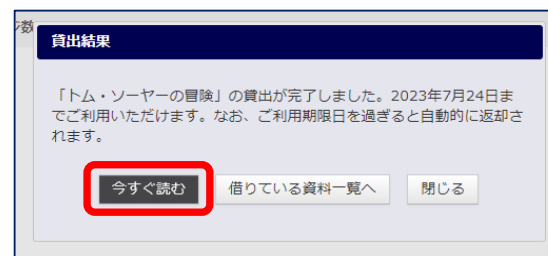 ジ数
貸出結果
「トム・ソーヤーの冒険」の貸出が完了しました。2023年7月24日ま
でご利用いただけます。なお、ご利用期限日を過ぎると自動的に返却さ
れます。
今すぐ読む 借りている資料一覧へ 閉じる